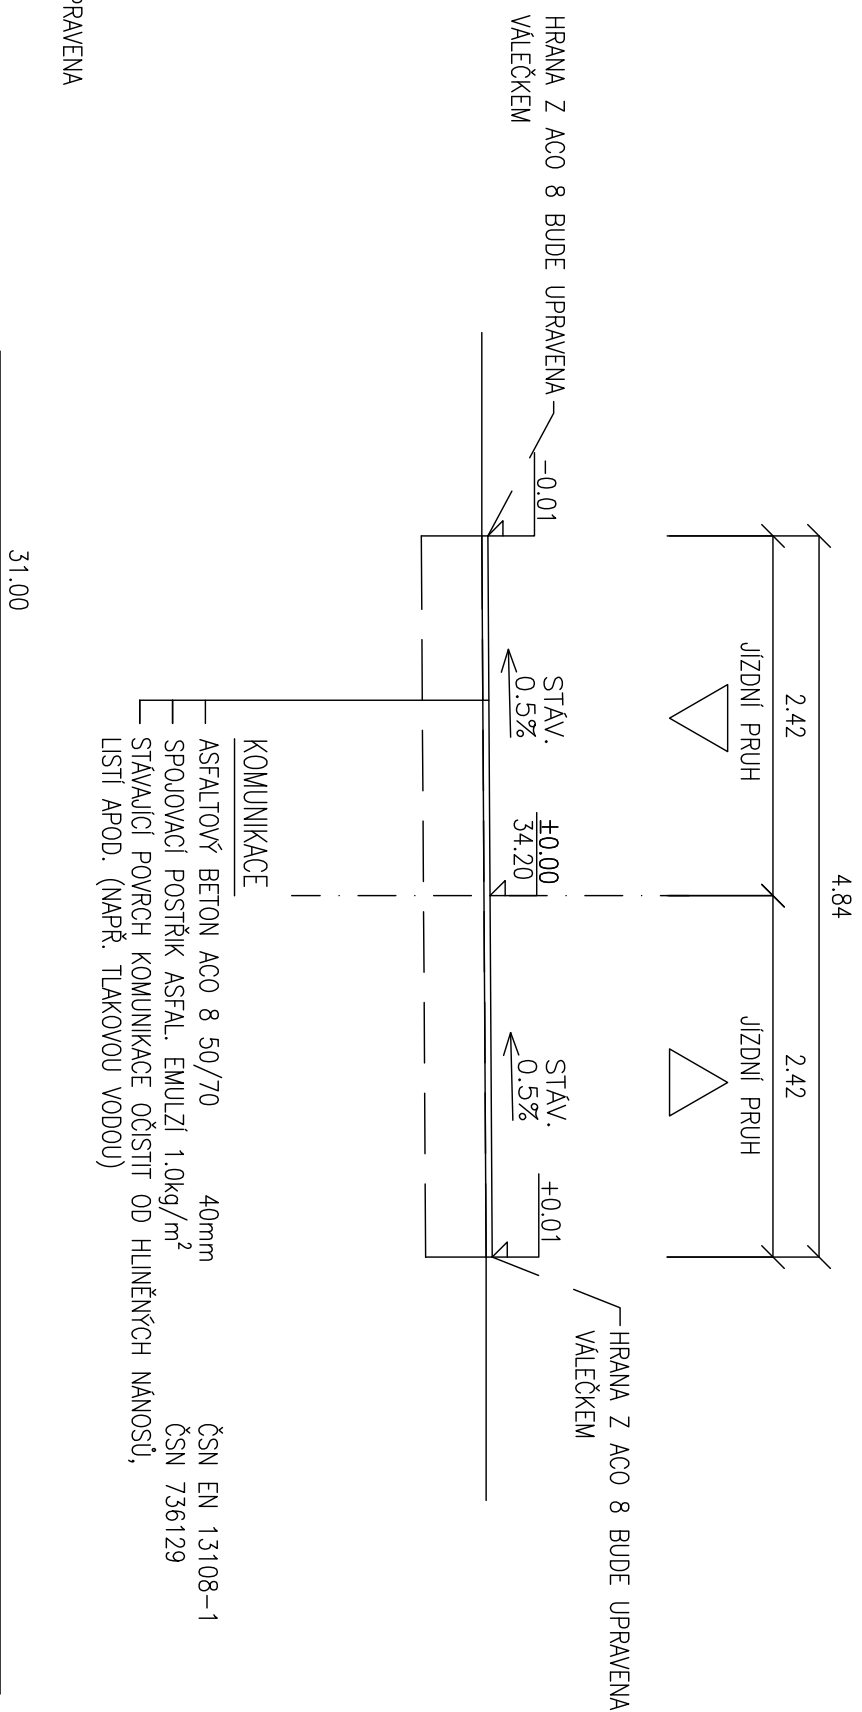 4.84
2.42
2.42
JÍZDNÍ PRUH
JÍZDNÍ PRUH
HRANA Z ACO 8 BUDE UPRAVENA
VÁLEČKEM
HRANA Z ACO 8 BUDE UPRAVENA
VÁLEČKEM
-0.01
STÁV.
0.5%
±0.00
34.20
STÁV.
0.5%
+0.01
KOMUNIKACE
ASFALTOVÝ BETON ACO 8 50/70 40mm ČSN EN 13108-1
SPOJOVACÍ POSTŘIK ASFAL. EMULZÍ 1.0kg/m² ČSN 736129
STÁVAJÍCÍ POVRCH KOMUNIKACE OČISTIT OD HLINĚNÝCH NÁNOSŮ,
LISTÍ APOD. (NAPŘ. TLAKOVOU VODOU)
31.00